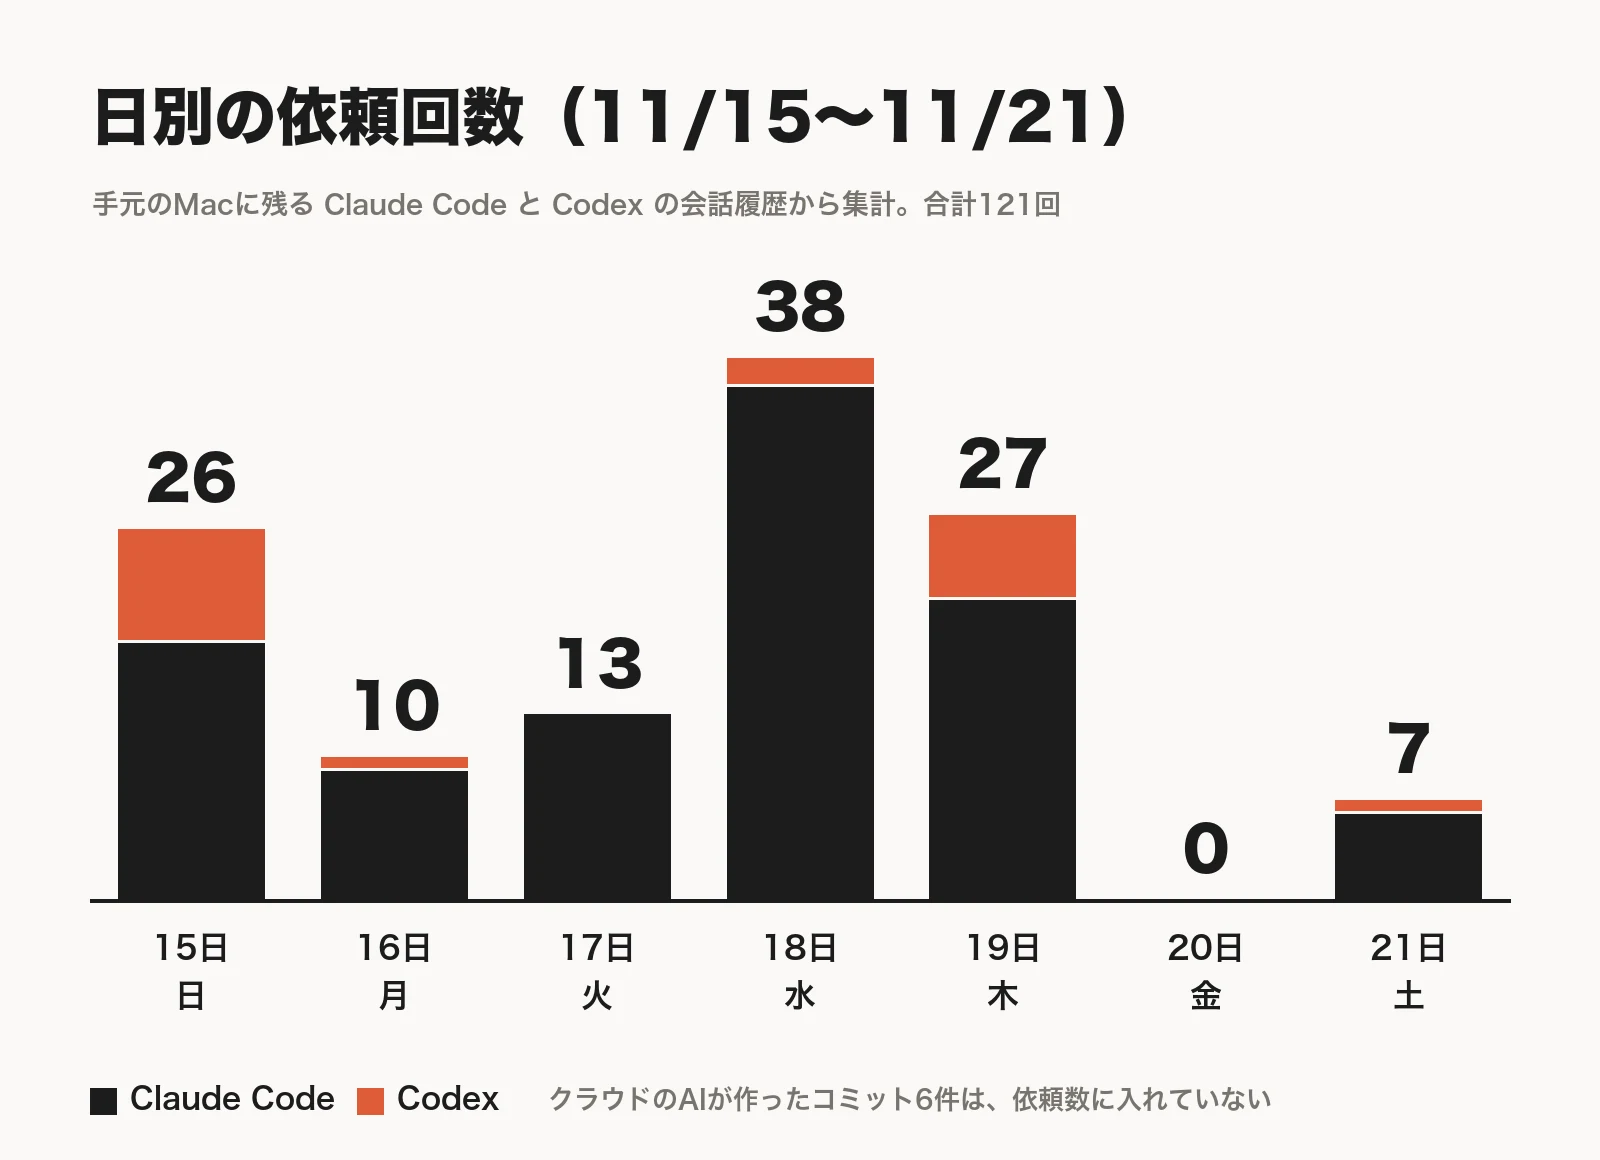 日別の依頼回数（11/15〜11/21）
手元のMacに残る Claude Code と Codex の会話履歴から集計。合計121回
26
10
13
38
27
0
7
15日
日
16日
月
17日
火
18日
水
19日
木
20日
金
21日
土
Claude Code
Codex
クラウドのAIが作ったコミット6件は、依頼数に入れていない